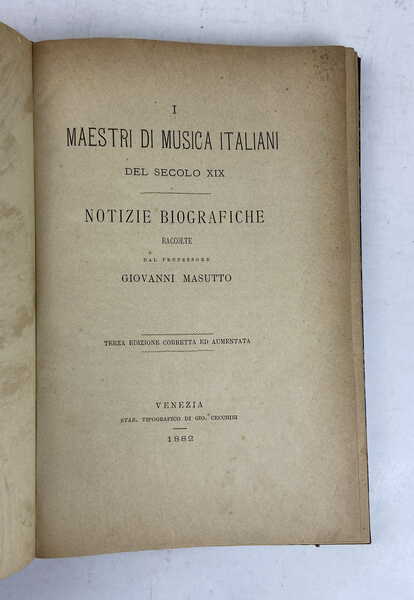 I
MAESTRI DI MUSICA ITALIANI
DEL SECOLO XIX
NOTIZIE BIOGRAFICHE
RACCOLTE
DAL PROFESSORE
GIOVANNI MASUTTO
TERZA EDIZIONE CORRETTA ED AUMENTATA
VENEZIA
STAB. TIPOGRAFICO DI GIO. CECCHINI
1882